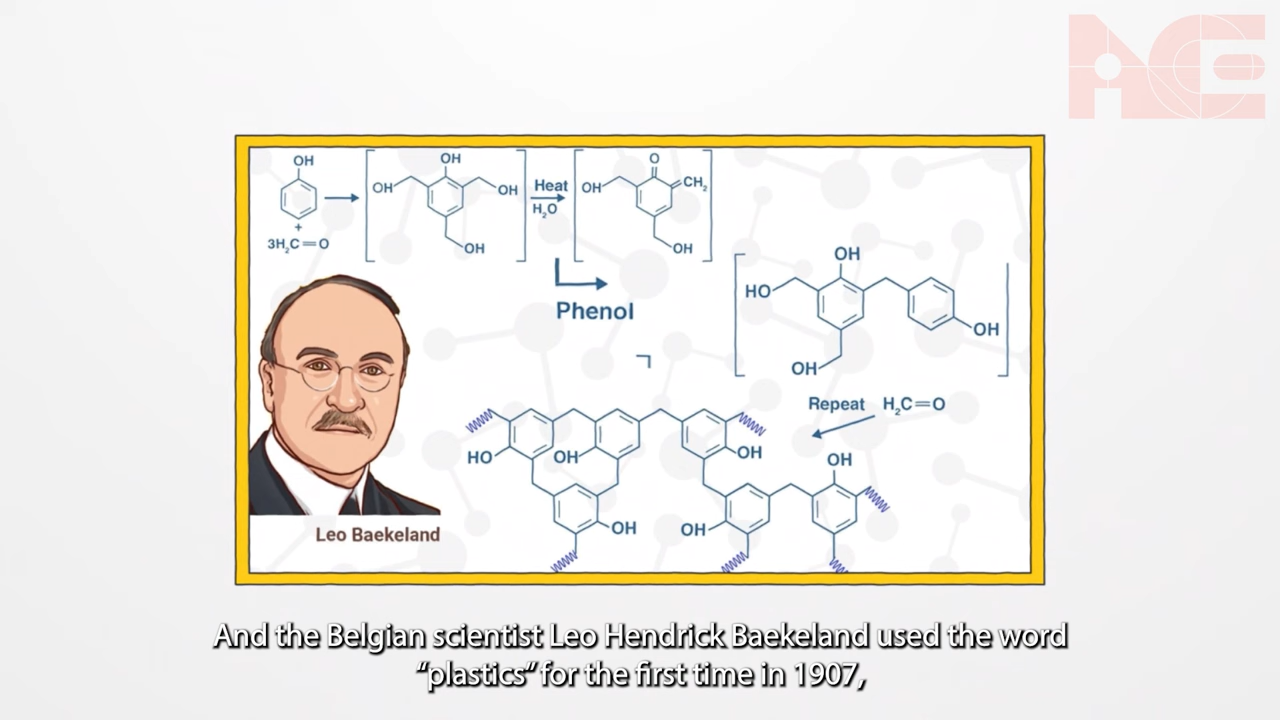 ACE
OH
+
3H₂C=O
OH
OH
OH
OH
Heat
H₂O
O
OH
CH₂
OH
Phenol
OH
HO
OH
OH
Repeat H₂C=O
HO
OH
OH
OH
OH
OH
Leo Baekeland
And the Belgian scientist Leo Hendrick Baekeland used the word
“plastics” for the first time in 1907,